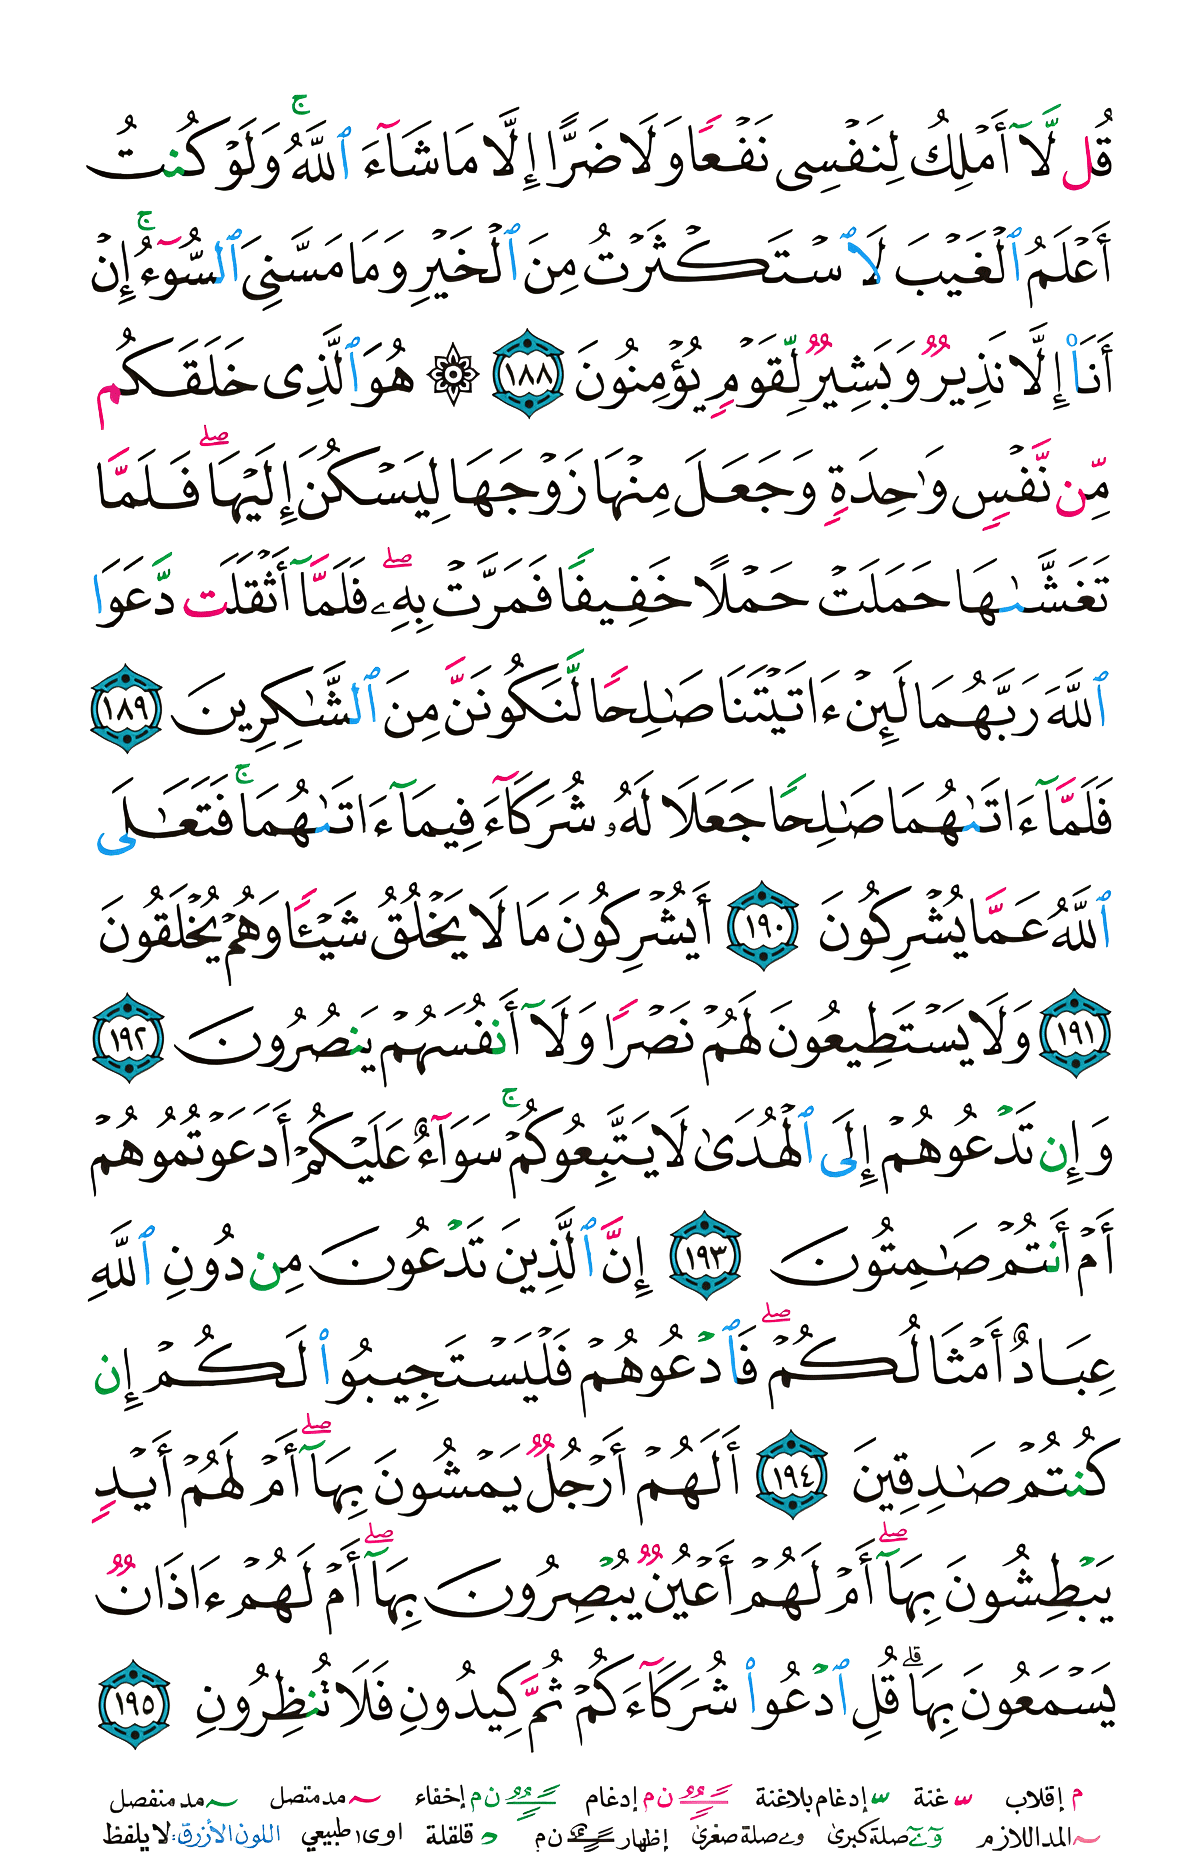 قُل لَّآ أَمْلِكُ لِنَفْسِى نَفْعًا وَلَا ضَرًّا إِلَّا مَا شَآءَ ٱللَّهُ ۚ وَلَوْ كُنتُ
أَعْلَمُ ٱلْغَيْبَ لَٱسْتَكْثَرْتُ مِنَ ٱلْخَيْرِ وَمَا مَسَّنِىَ ٱلسُّوٓءُ ۚ إِنْ
أَنَا۠ إِلَّا نَذِيرٌ وَبَشِيرٌ لِّقَوْمٍ يُؤْمِنُونَ ١٨٨ ۞ هُوَ ٱلَّذِى خَلَقَكُم
مِّن نَّفْسٍ وَٰحِدَةٍ وَجَعَلَ مِنْهَا زَوْجَهَا لِيَسْكُنَ إِلَيْهَا ۖ فَلَمَّا
تَغَشَّىٰهَا حَمَلَتْ حَمْلًا خَفِيفًا فَمَرَّتْ بِهِۦ ۖ فَلَمَّآ أَثْقَلَت دَّعَوَا
ٱللَّهَ رَبَّهُمَا لَئِنْ ءَاتَيْتَنَا صَٰلِحًا لَّنَكُونَنَّ مِنَ ٱلشَّٰكِرِينَ ١٨٩
فَلَمَّآ ءَاتَىٰهُمَا صَٰلِحًا جَعَلَا لَهُۥ شُرَكَآءَ فِيمَآ ءَاتَىٰهُمَا ۚ فَتَعَٰلَى
ٱللَّهُ عَمَّا يُشْرِكُونَ ١٩٠ أَيُشْرِكُونَ مَا لَا يَخْلُقُ شَيْـًٔا وَهُمْ يُخْلَقُونَ
١٩١ وَلَا يَسْتَطِيعُونَ لَهُمْ نَصْرًا وَلَآ أَنفُسَهُمْ يَنصُرُونَ ١٩٢
وَإِن تَدْعُوهُمْ إِلَى ٱلْهُدَىٰ لَا يَتَّبِعُوكُمْ ۚ سَوَآءٌ عَلَيْكُمْ أَدَعَوْتُمُوهُمْ
أَمْ أَنتُمْ صَٰمِتُونَ ١٩٣ إِنَّ ٱلَّذِينَ تَدْعُونَ مِن دُونِ ٱللَّهِ
عِبَادٌ أَمْثَالُكُمْ ۖ فَٱدْعُوهُمْ فَلْيَسْتَجِيبُوا۟ لَكُمْ إِن
كُنتُمْ صَٰدِقِينَ ١٩٤ أَلَهُمْ أَرْجُلٌ يَمْشُونَ بِهَآ ۖ أَمْ لَهُمْ أَيْدٍ
يَبْطِشُونَ بِهَآ ۖ أَمْ لَهُمْ أَعْيُنٌ يُبْصِرُونَ بِهَآ ۖ أَمْ لَهُمْ ءَاذَانٌ
يَسْمَعُونَ بِهَا ۗ قُلِ ٱدْعُوا۟ شُرَكَآءَكُمْ ثُمَّ كِيدُونِ فَلَا تُنظِرُونِ ١٩٥
م إقلاب غنة إدغام بلاغنة ن م إدغام ن م إخفاء مد متصل مد منفصل
المد اللازم صلة كبرى و ے صلة صغرى إظهار ن م قلقلة ا و ى طبيعي اللون الأزرق: لا يلفظ